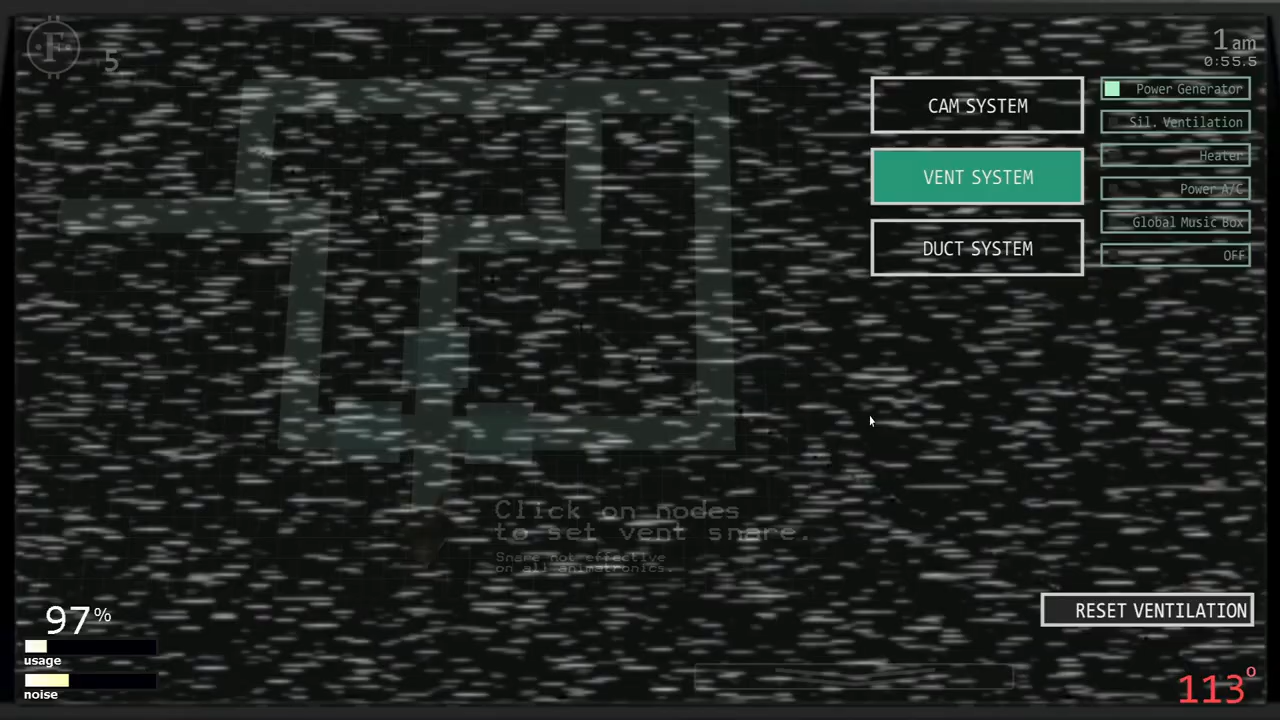 F 5
1 am
0:55.5
CAM SYSTEM
VENT SYSTEM
DUCT SYSTEM
Power Generator
Sil. Ventilation
Heater
Power A/C
Global Music Box
OFF
Click on nodes
to set vent snare.
Snare not effective
on all animatronics.
97%
usage
noise
RESET VENTILATION
113°